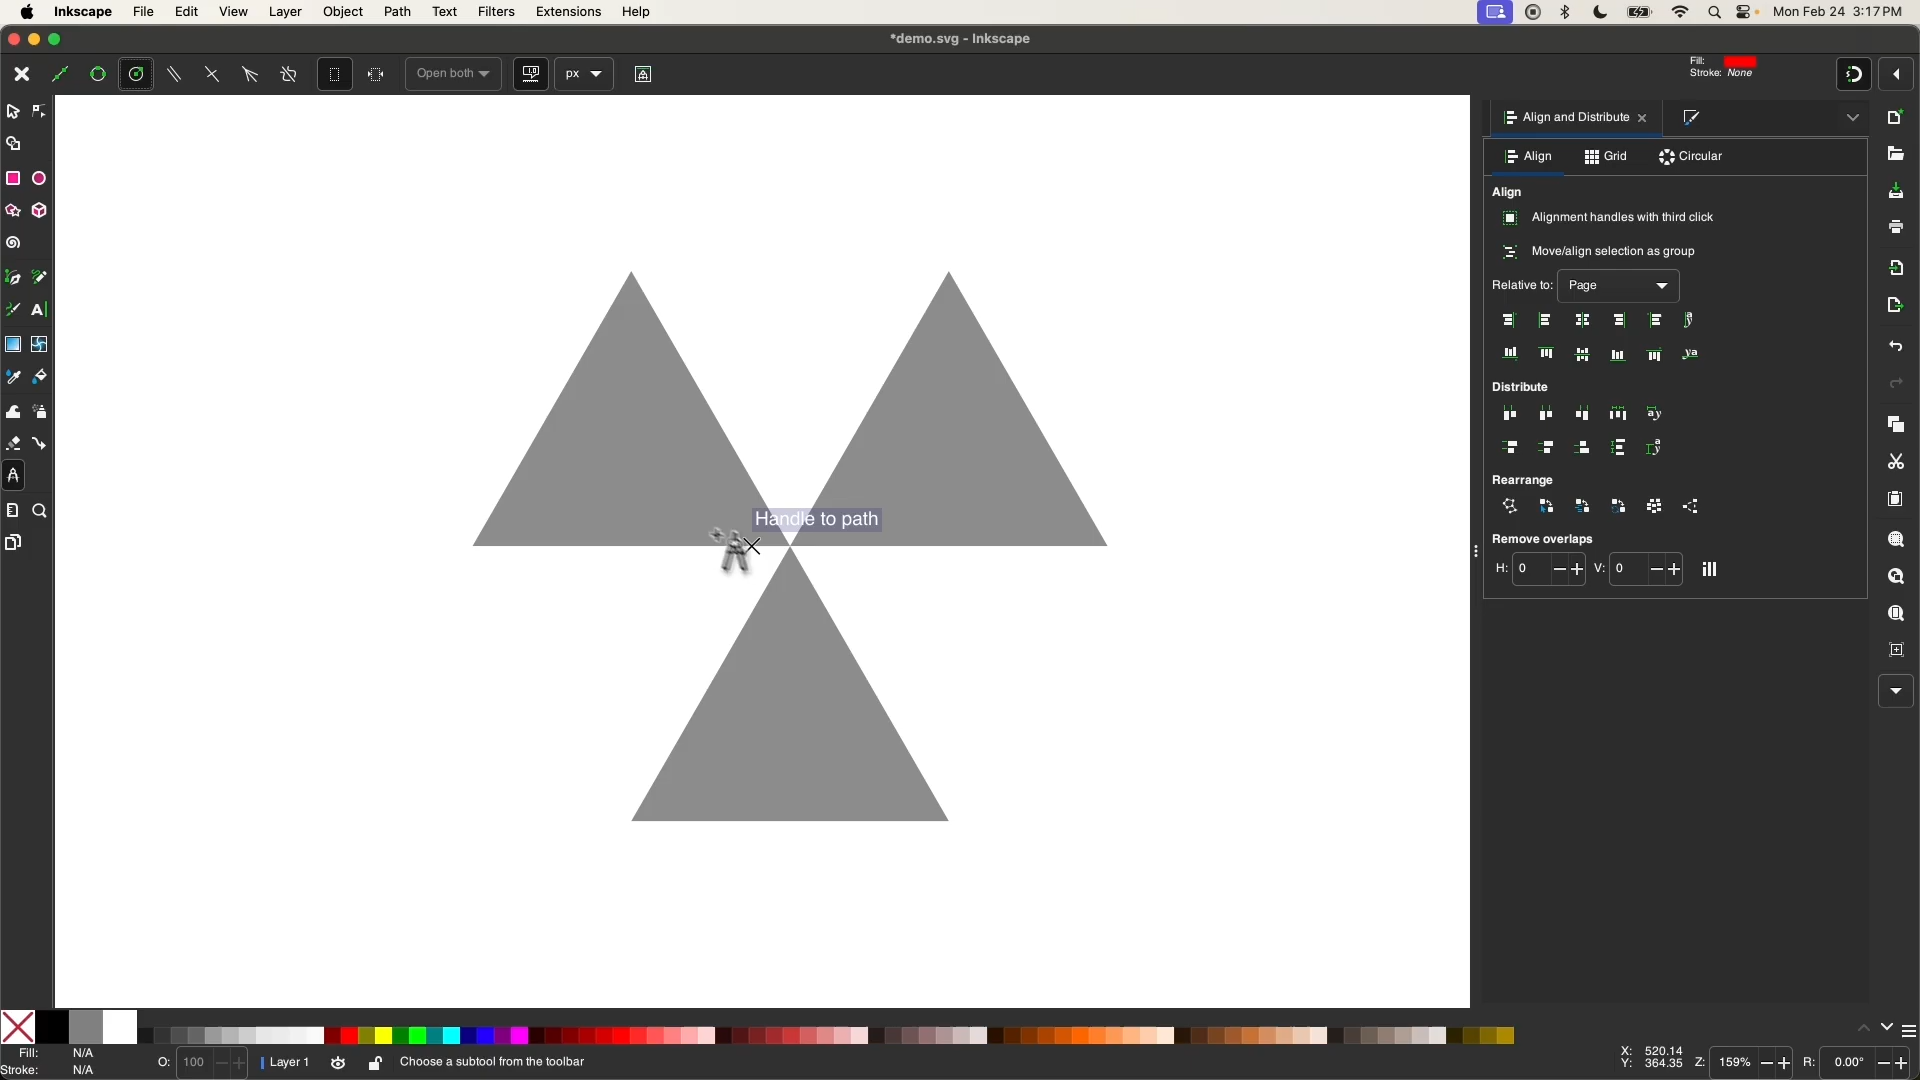 Inkscape File Edit View Layer Object Path Text Filters Extensions Help Mon Feb 24 3:17 PM
*demo.svg - Inkscape
Open both px Fill:
Stroke: None
Align and Distribute
Align Grid Circular
Align
Alignment handles with third click
Move/align selection as group
Relative to: Page
Distribute
Rearrange
Handle to path
Remove overlaps
H: 0 V: 0
Fill: N/A
Stroke: N/A
O: 100 Layer 1 Choose a subtool from the toolbar
X: 520.14
Y: 364.35
Z: 159% R: 0.00°